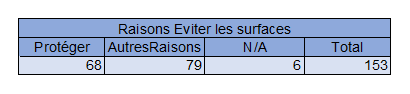 Raisons Eviter les surfaces
Protéger AutresRaisons N/A Total
68 79 6 153